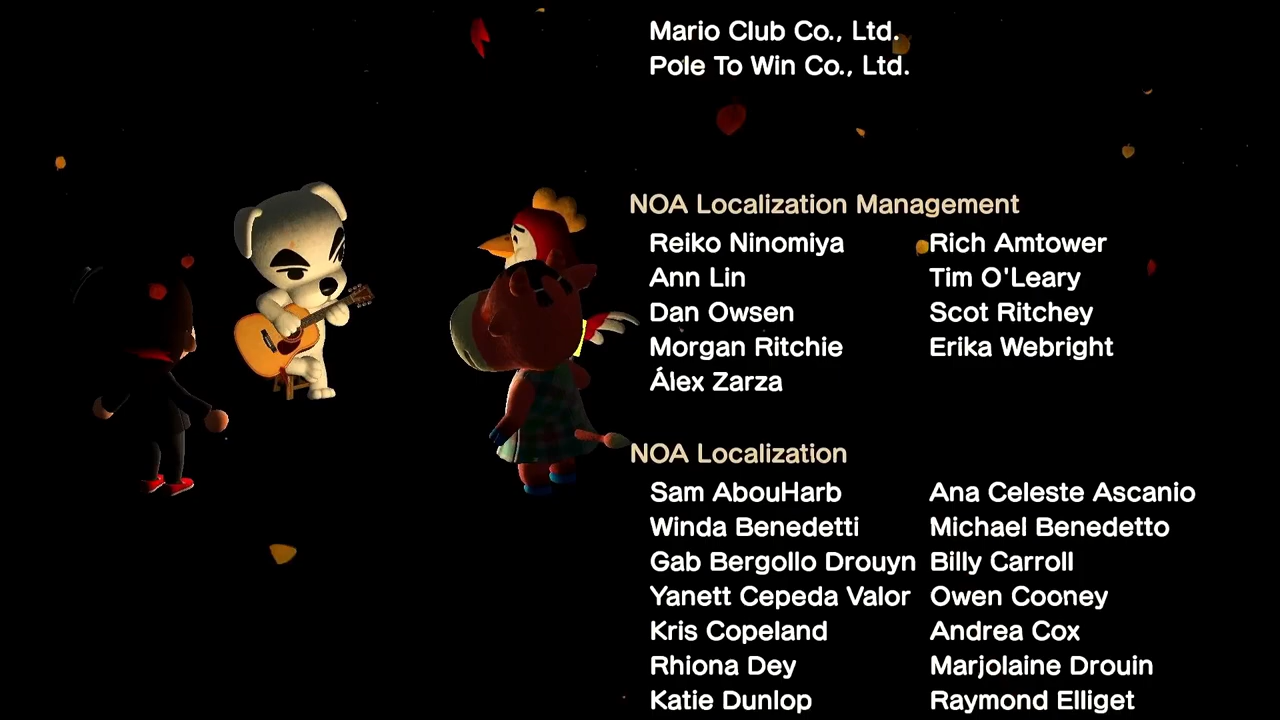 Mario Club Co., Ltd.
Pole To Win Co., Ltd.
NOA Localization Management
Reiko Ninomiya Rich Amtower
Ann Lin Tim O'Leary
Dan Owsen Scot Ritchey
Morgan Ritchie Erika Webright
Álex Zarza
NOA Localization
Sam AbouHarb Ana Celeste Ascanio
Winda Benedetti Michael Benedetto
Gab Bergollo Drouyn Billy Carroll
Yanett Cepeda Valor Owen Cooney
Kris Copeland Andrea Cox
Rhiona Dey Marjolaine Drouin
Katie Dunlop Raymond Elliget